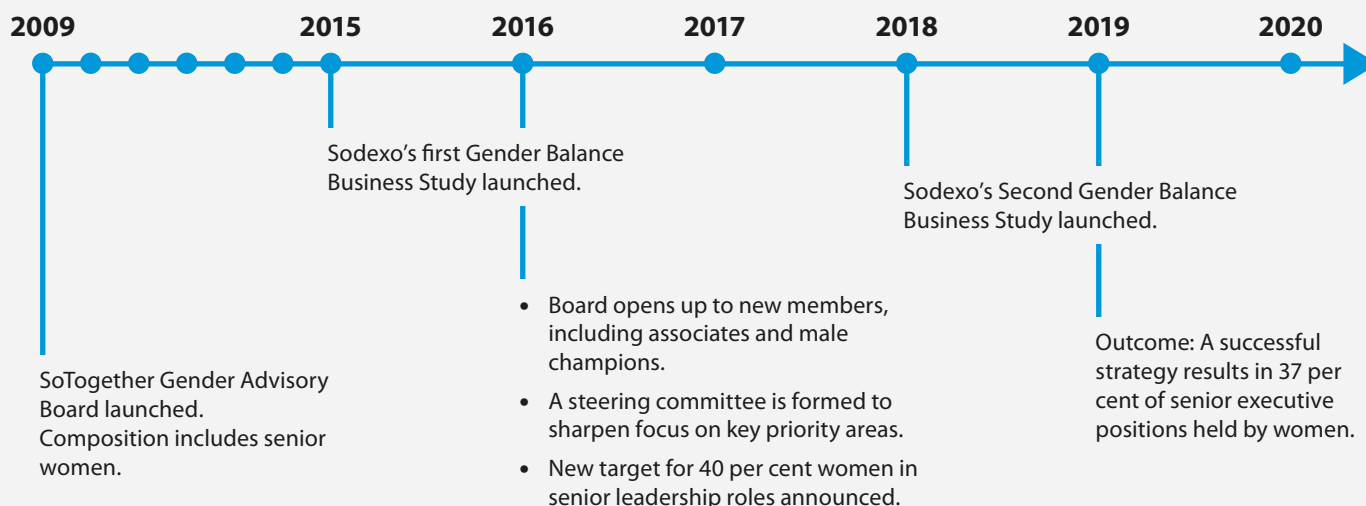 2009 2015 2016 2017 2018 2019 2020
SoTogether Gender Advisory
Board launched.
Composition includes senior
women.
Sodexo’s first Gender Balance
Business Study launched.
• Board opens up to new members,
including associates and male
champions.
• A steering committee is formed to
sharpen focus on key priority areas.
• New target for 40 per cent women in
senior leadership roles announced.
Sodexo’s Second Gender Balance
Business Study launched.
Outcome: A successful
strategy results in 37 per
cent of senior executive
positions held by women.